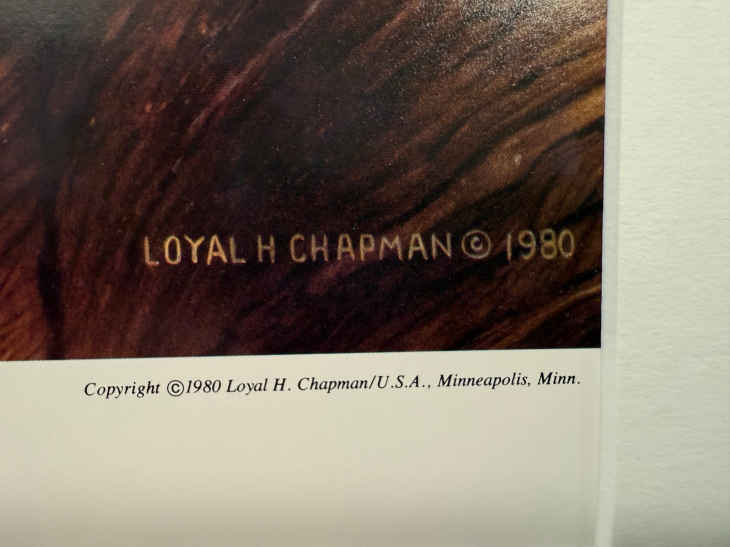 LOYAL H CHAPMAN © 1980
Copyright ©1980 Loyal H. Chapman/U.S.A., Minneapolis, Minn.